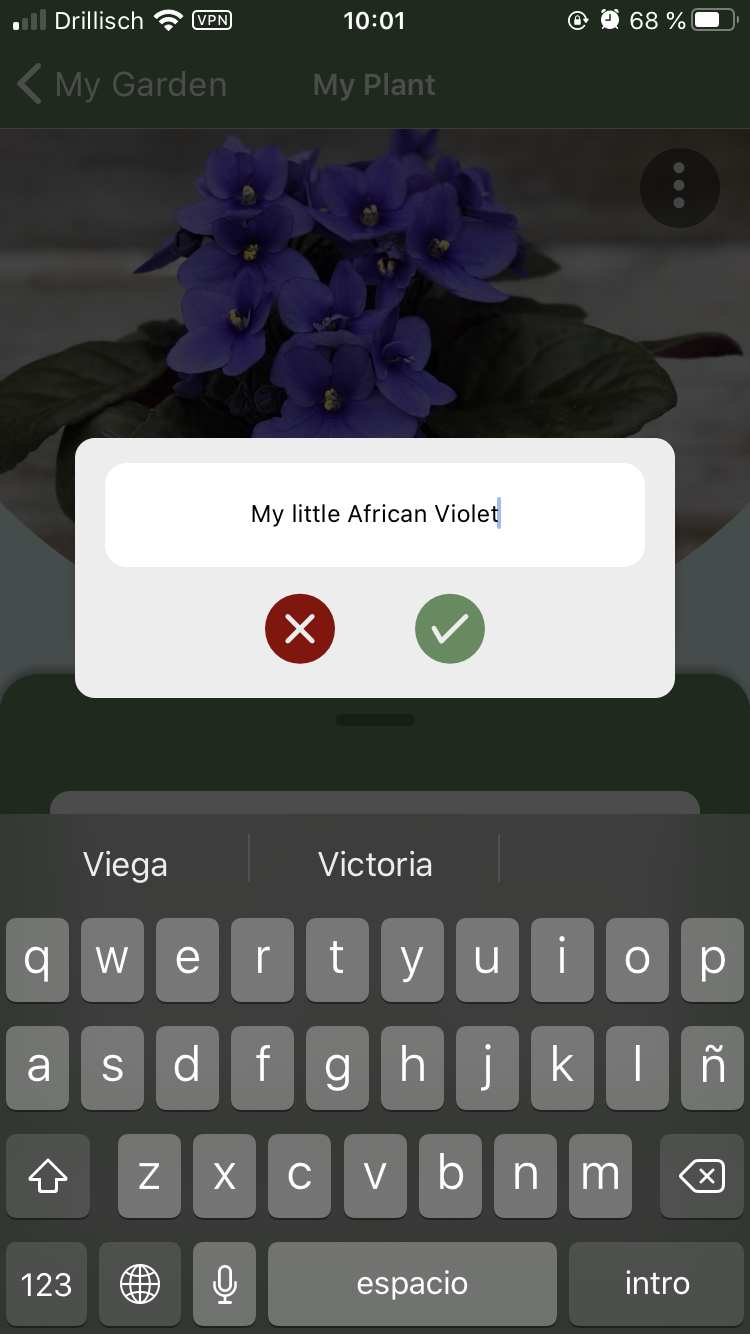 Drillisch VPN 10:01 68 %
My Garden My Plant
My little African Violet
Viega Victoria
q w e r t y u i o p
a s d f g h j k l ñ
z x c v b n m
123 espacio intro